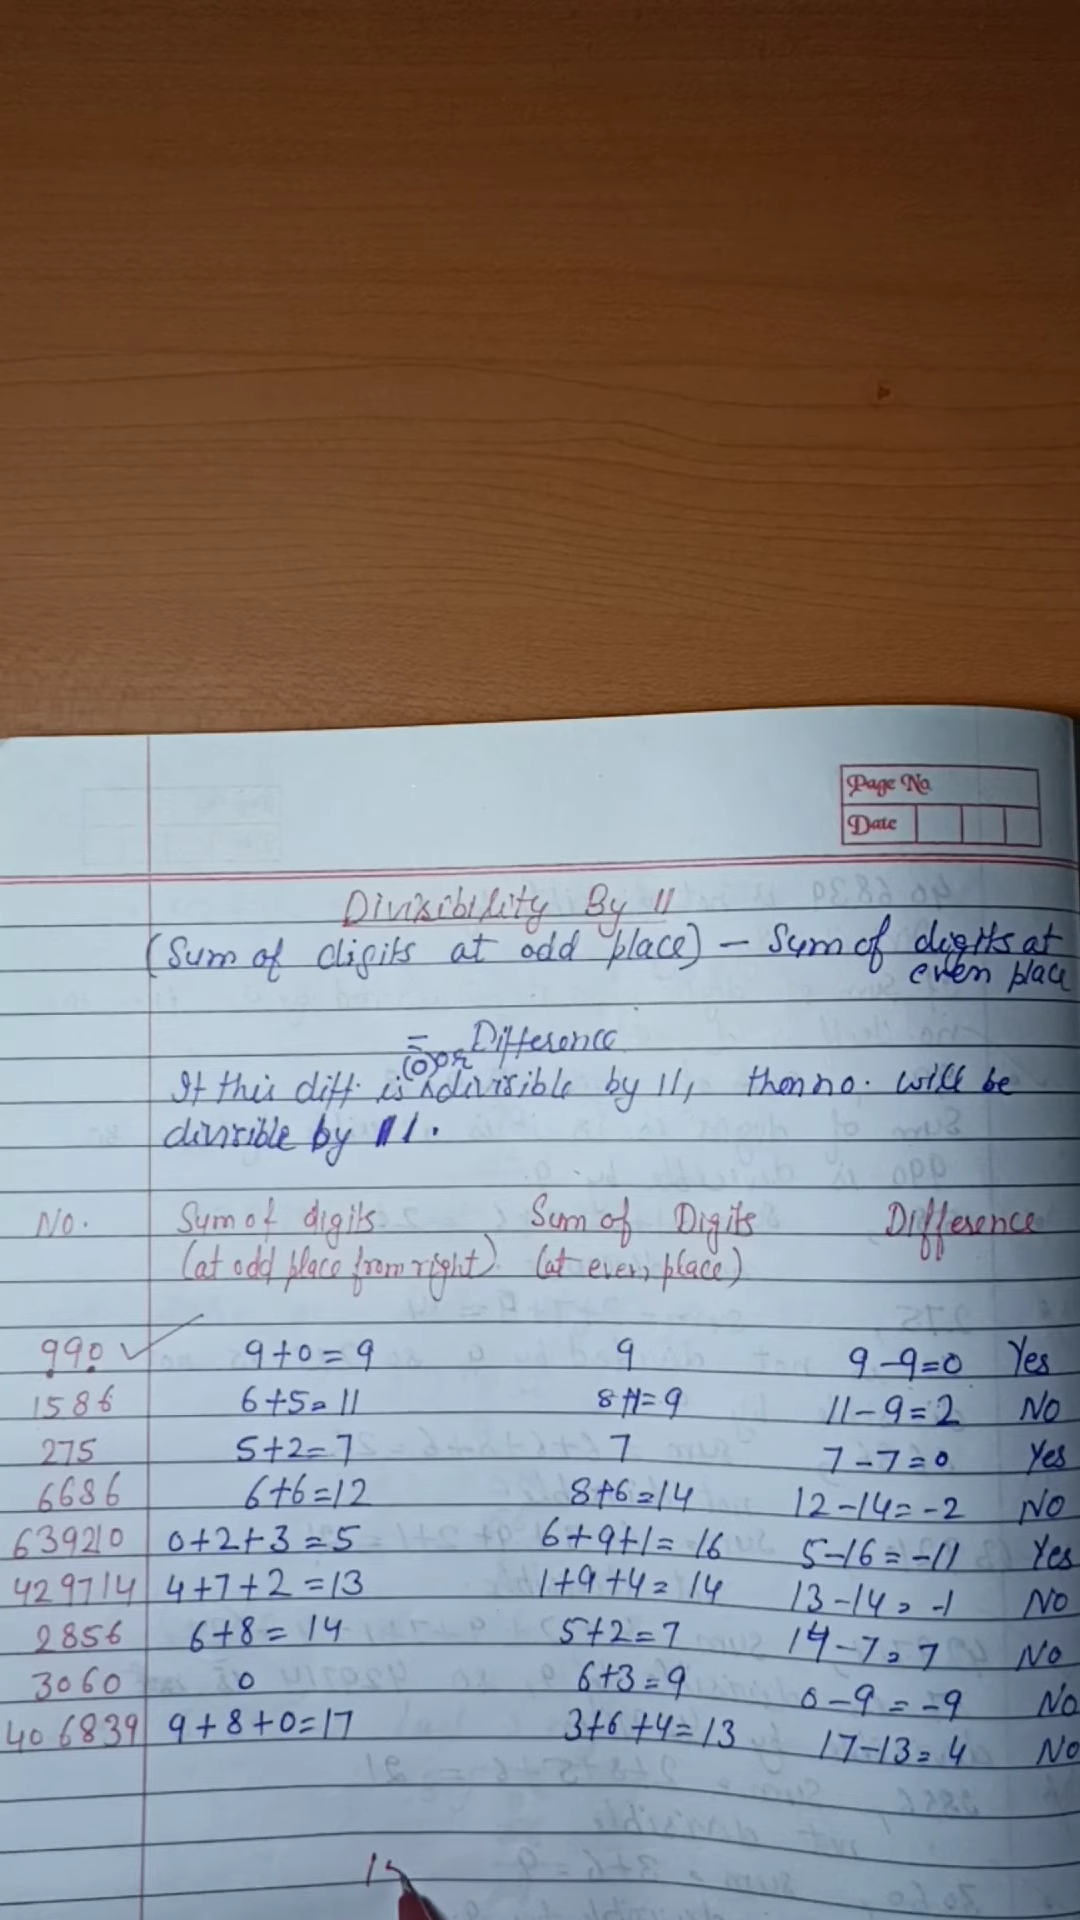 Page No.
Date
Divisibility By 11
(Sum of digits at odd place) - Sum of digits at
even place
= Difference
(0) or
If this diff. is ^ divisible by 11, then no. will be
divisible by 11.
No. Sum of digits Sum of Digits Difference
(at odd place from right) (at even place)
990 ✓ 9+0=9 9 9-9=0 Yes
1586 6+5=11 8+1=9 11-9=2 No
275 5+2=7 7 7-7=0 Yes
6686 6+6=12 8+6=14 12-14=-2 No
639210 0+2+3=5 6+9+1=16 5-16=-11 Yes
429714 4+7+2=13 1+9+4=14 13-14=-1 No
2856 6+8=14 5+2=7 14-7=7 No
3060 0 6+3=9 0-9=-9 No
406839 9+8+0=17 3+6+4=13 17-13=4 No